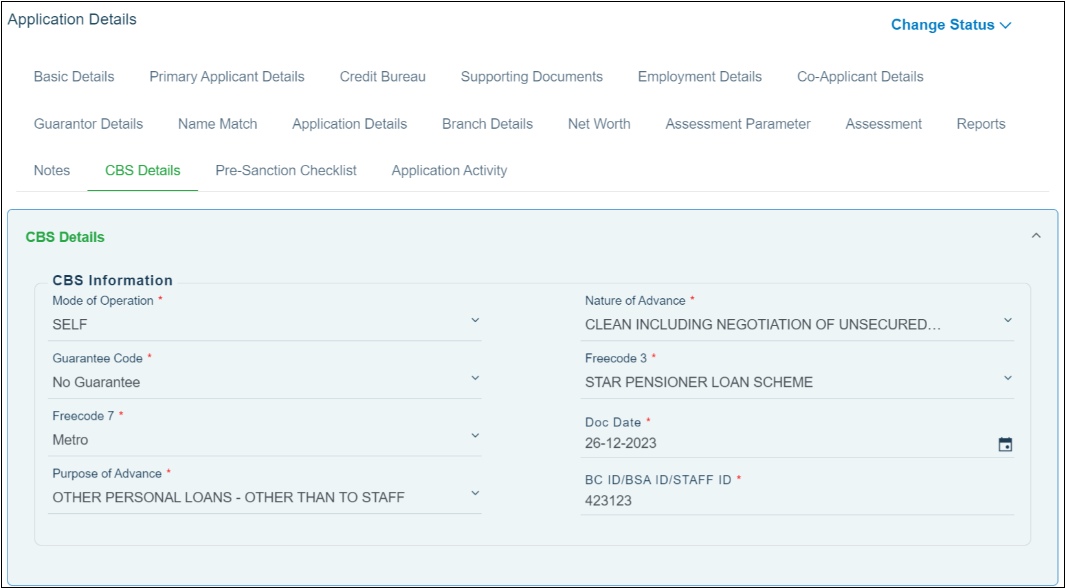 Application Details
Change Status
Basic Details Primary Applicant Details Credit Bureau Supporting Documents Employment Details Co-Applicant Details
Guarantor Details Name Match Application Details Branch Details Net Worth Assessment Parameter Assessment Reports
Notes CBS Details Pre-Sanction Checklist Application Activity
CBS Details
CBS Information
Mode of Operation *
SELF
Nature of Advance *
CLEAN INCLUDING NEGOTIATION OF UNSECURED...
Guarantee Code *
No Guarantee
Freecode 3 *
STAR PENSIONER LOAN SCHEME
Freecode 7 *
Metro
Doc Date *
26-12-2023
Purpose of Advance *
OTHER PERSONAL LOANS - OTHER THAN TO STAFF
BC ID/BSA ID/STAFF ID *
423123